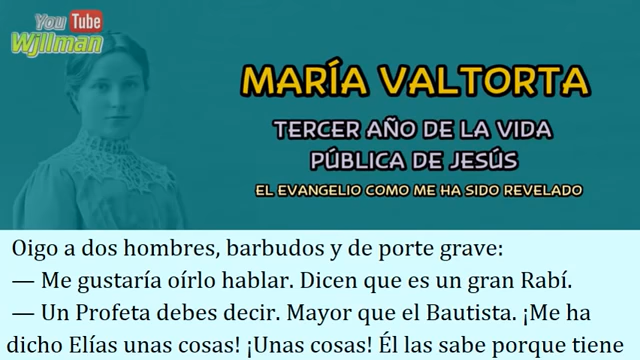 You Tube
Wjllman
MARÍA VALTORTA
TERCER AÑO DE LA VIDA
PÚBLICA DE JESÚS
EL EVANGELIO COMO ME HA SIDO REVELADO
Oigo a dos hombres, barbudos y de porte grave:
— Me gustaría oírlo hablar. Dicen que es un gran Rabí.
— Un Profeta debes decir. Mayor que el Bautista. ¡Me ha
dicho Elías unas cosas! ¡Unas cosas! Él las sabe porque tiene